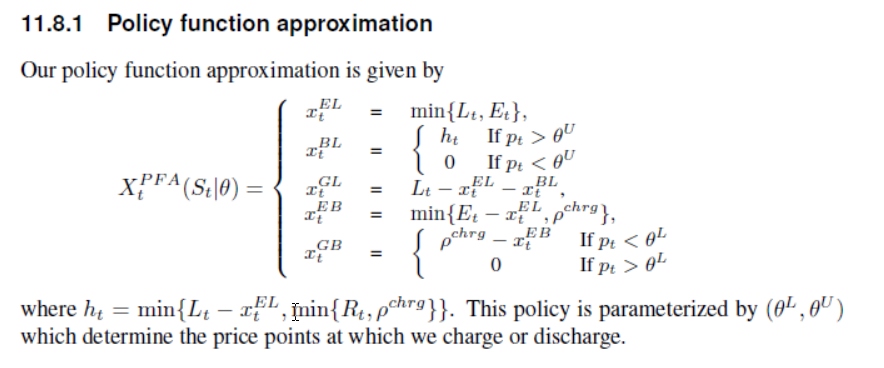 11.8.1 Policy function approximation
Our policy function approximation is given by
x_t^{EL} = min{L_t, E_t},
x_t^{BL} = { h_t If p_t > θ^U
0 If p_t < θ^U
X_t^{PFA}(S_t|θ) = { x_t^{GL} = L_t − x_t^{EL} − x_t^{BL},
x_t^{EB} = min{E_t − x_t^{EL}, ρ^{chrg}},
x_t^{GB} = { ρ^{chrg} − x_t^{EB} If p_t < θ^L
0 If p_t > θ^L
where h_t = min{L_t − x_t^{EL}, min{R_t, ρ^{chrg}}}. This policy is parameterized by (θ^L, θ^U)
which determine the price points at which we charge or discharge.